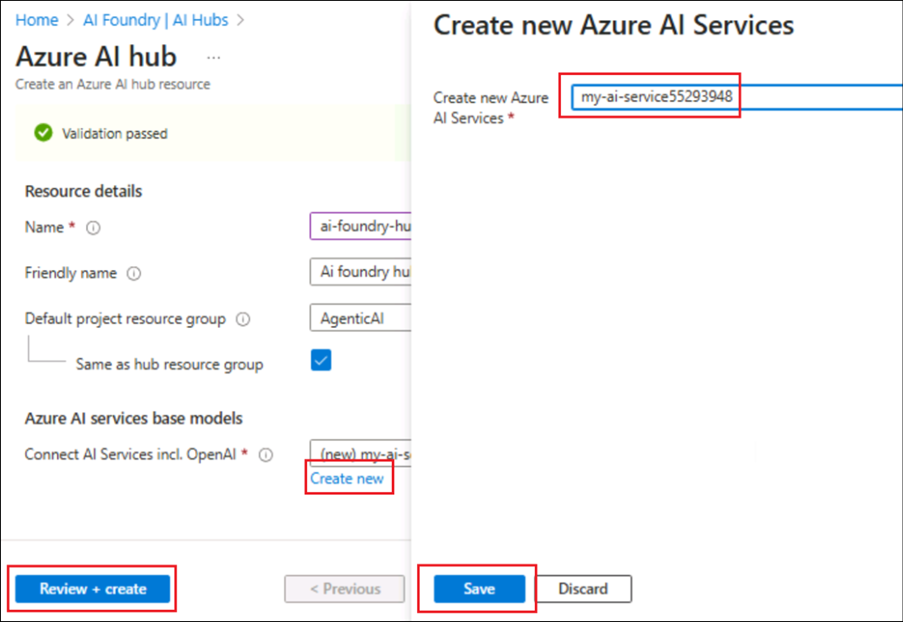 Home > AI Foundry | AI Hubs >
Azure AI hub ...
Create an Azure AI hub resource
Validation passed
Resource details
Name *
ai-foundry-hu
Friendly name
Ai foundry hu
Default project resource group
AgenticAI
Same as hub resource group
Azure AI services base models
Connect AI Services incl. OpenAI *
(new) my-ai-s
Create new
Review + create
< Previous
Create new Azure AI Services
Create new Azure
AI Services *
my-ai-service55293948
Save
Discard